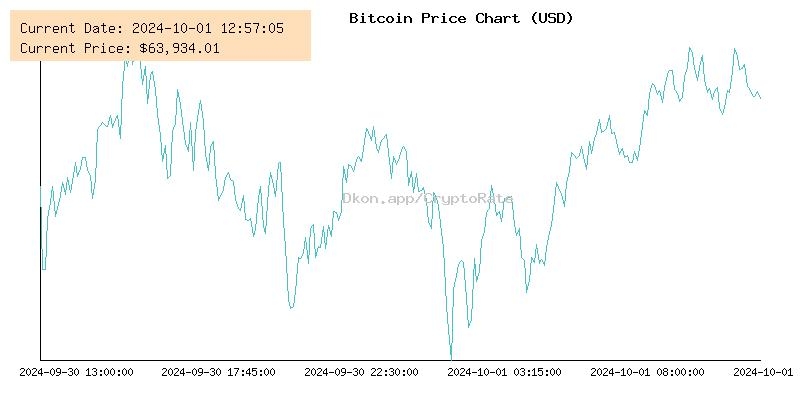 Bitcoin Price Chart (USD)
Current Date: 2024-10-01 12:57:05
Current Price: $63,934.01
Okon.app/CryptoRate
2024-09-30 13:00:00 2024-09-30 17:45:00 2024-09-30 22:30:00 2024-10-01 03:15:00 2024-10-01 08:00:00 2024-10-01